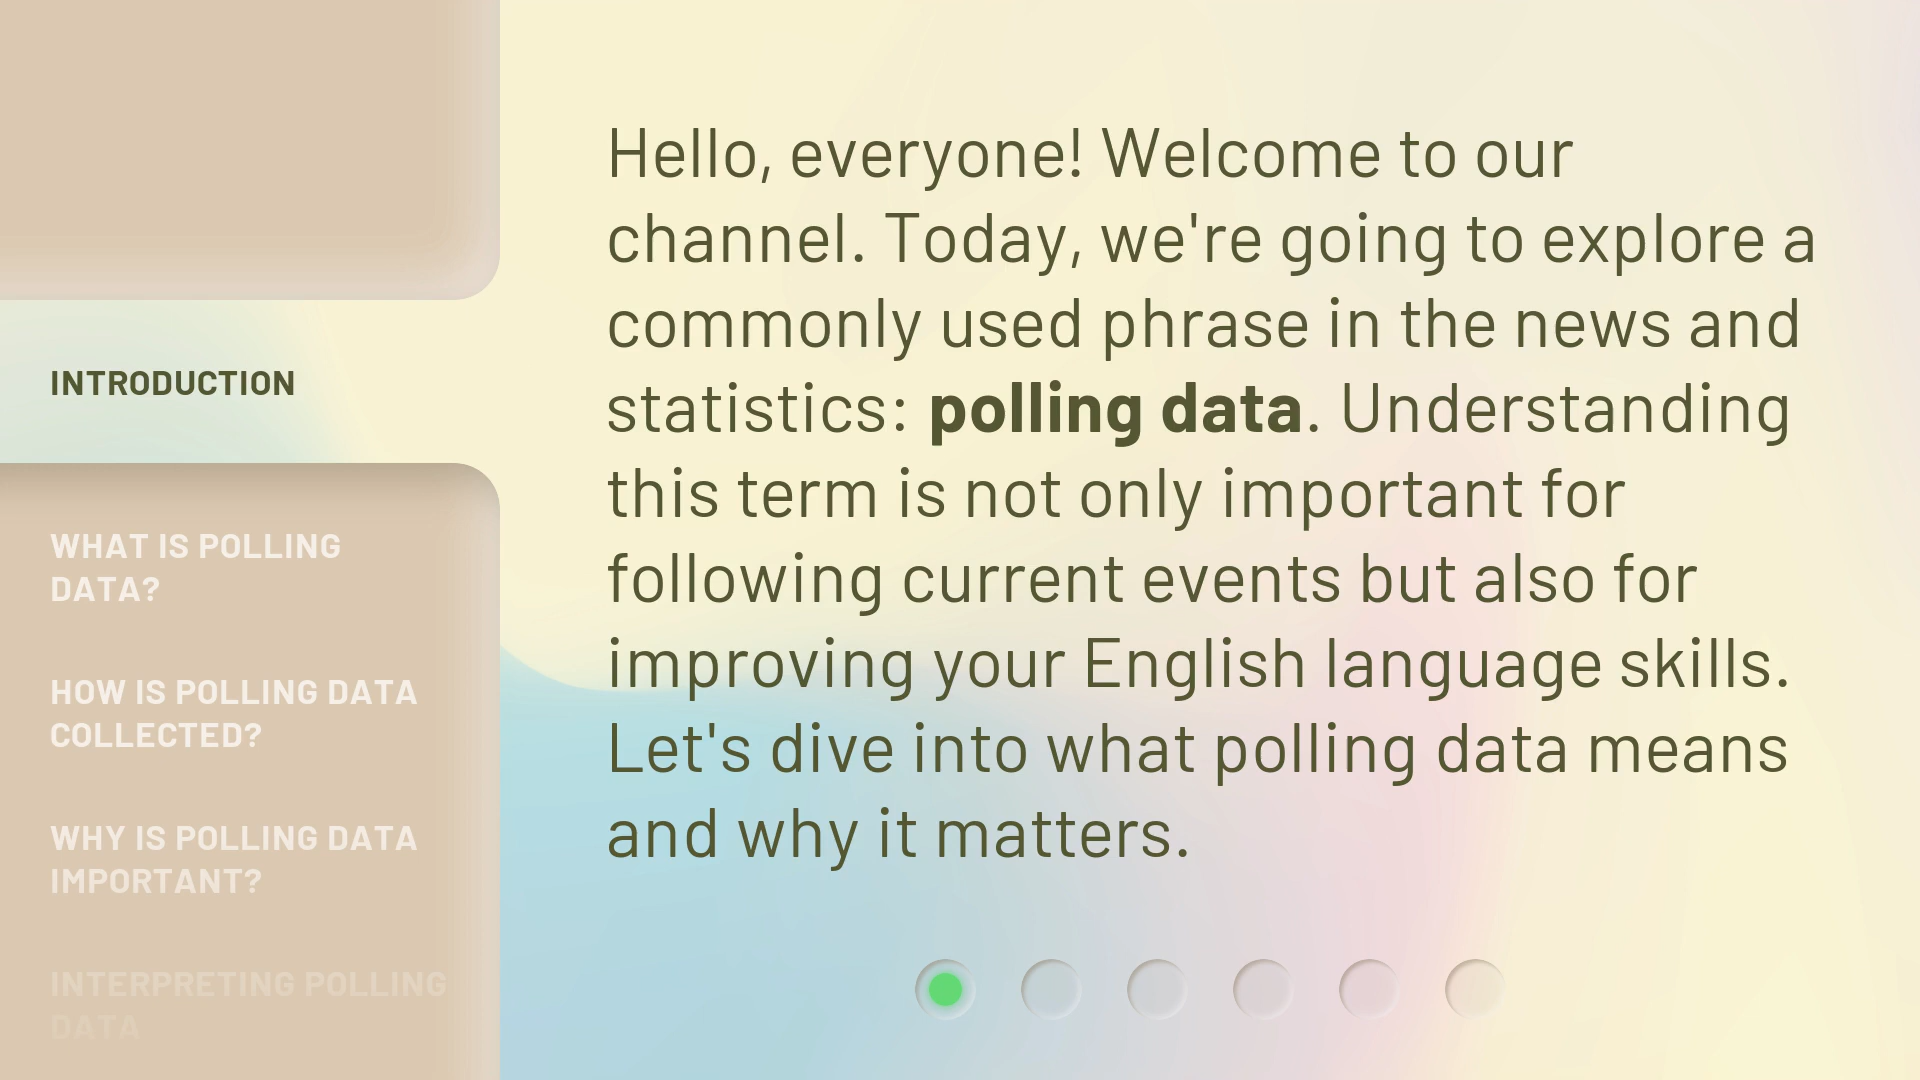 INTRODUCTION
WHAT IS POLLING
DATA?
HOW IS POLLING DATA
COLLECTED?
WHY IS POLLING DATA
IMPORTANT?
INTERPRETING POLLING
DATA
Hello, everyone! Welcome to our
channel. Today, we're going to explore a
commonly used phrase in the news and
statistics: polling data. Understanding
this term is not only important for
following current events but also for
improving your English language skills.
Let's dive into what polling data means
and why it matters.